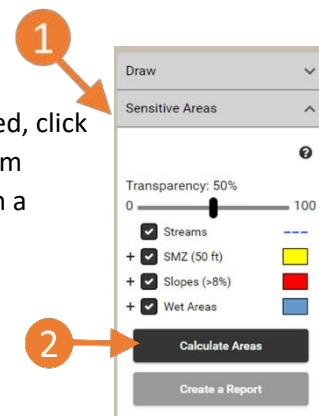 1
Draw
Sensitive Areas
ed, click
m
n a
Transparency: 50%
0 100
Streams
+ SMZ (50 ft)
+ Slopes (>8%)
+ Wet Areas
2
Calculate Areas
Create a Report